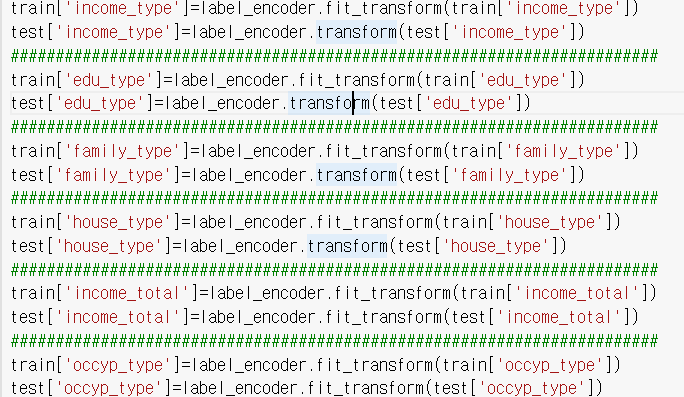 train['income_type']=label_encoder.fit_transform(train['income_type'])
test['income_type']=label_encoder.transform(test['income_type'])
########################################################################
train['edu_type']=label_encoder.fit_transform(train['edu_type'])
test['edu_type']=label_encoder.transform(test['edu_type'])
########################################################################
train['family_type']=label_encoder.fit_transform(train['family_type'])
test['family_type']=label_encoder.transform(test['family_type'])
########################################################################
train['house_type']=label_encoder.fit_transform(train['house_type'])
test['house_type']=label_encoder.transform(test['house_type'])
########################################################################
train['income_total']=label_encoder.fit_transform(train['income_total'])
test['income_total']=label_encoder.fit_transform(test['income_total'])
########################################################################
train['occyp_type']=label_encoder.fit_transform(train['occyp_type'])
test['occyp_type']=label_encoder.fit_transform(test['occyp_type'])